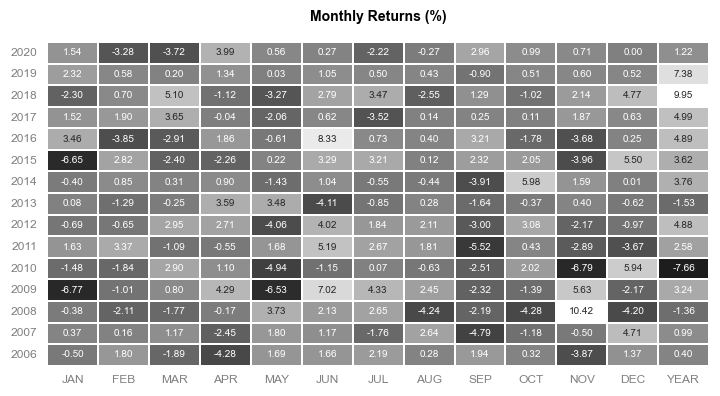 Monthly Returns (%)
2020 1.54 -3.28 -3.72 3.99 0.56 0.27 -2.22 -0.27 2.96 0.99 0.71 0.00 1.22
2019 2.32 0.58 0.20 1.34 0.03 1.05 0.50 0.43 -0.90 0.51 0.60 0.52 7.38
2018 -2.30 0.70 5.10 -1.12 -3.27 2.79 3.47 -2.55 1.29 -1.02 2.14 4.77 9.95
2017 1.52 1.90 3.65 -0.04 -2.06 0.62 -3.52 0.14 0.25 0.11 1.87 0.63 4.99
2016 3.46 -3.85 -2.91 1.86 -0.61 8.33 0.73 0.40 3.21 -1.78 -3.68 0.25 4.89
2015 -6.65 2.82 -2.40 -2.26 0.22 3.29 3.21 0.12 2.32 2.05 -3.96 5.50 3.62
2014 -0.40 0.85 0.31 0.90 -1.43 1.04 -0.55 -0.44 -3.91 5.98 1.59 0.01 3.76
2013 0.08 -1.29 -0.25 3.59 3.48 -4.11 -0.85 0.28 -1.64 -0.37 0.40 -0.62 -1.53
2012 -0.69 -0.65 2.95 2.71 -4.06 4.02 1.84 2.11 -3.00 3.08 -2.17 -0.97 4.88
2011 1.63 3.37 -1.09 -0.55 1.68 5.19 2.67 1.81 -5.52 0.43 -2.89 -3.67 2.58
2010 -1.48 -1.84 2.90 1.10 -4.94 -1.15 0.07 -0.63 -2.51 2.02 -6.79 5.94 -7.66
2009 -6.77 -1.01 0.80 4.29 -6.53 7.02 4.33 2.45 -2.32 -1.39 5.63 -2.17 3.24
2008 -0.38 -2.11 -1.77 -0.17 3.73 2.13 2.65 -4.24 -2.19 -4.28 10.42 -4.20 -1.36
2007 0.37 0.16 1.17 -2.45 1.80 1.17 -1.76 2.64 -4.79 -1.18 -0.50 4.71 0.99
2006 -0.50 1.80 -1.89 -4.28 1.69 1.66 2.19 0.28 1.94 0.32 -3.87 1.37 0.40
JAN FEB MAR APR MAY JUN JUL AUG SEP OCT NOV DEC YEAR